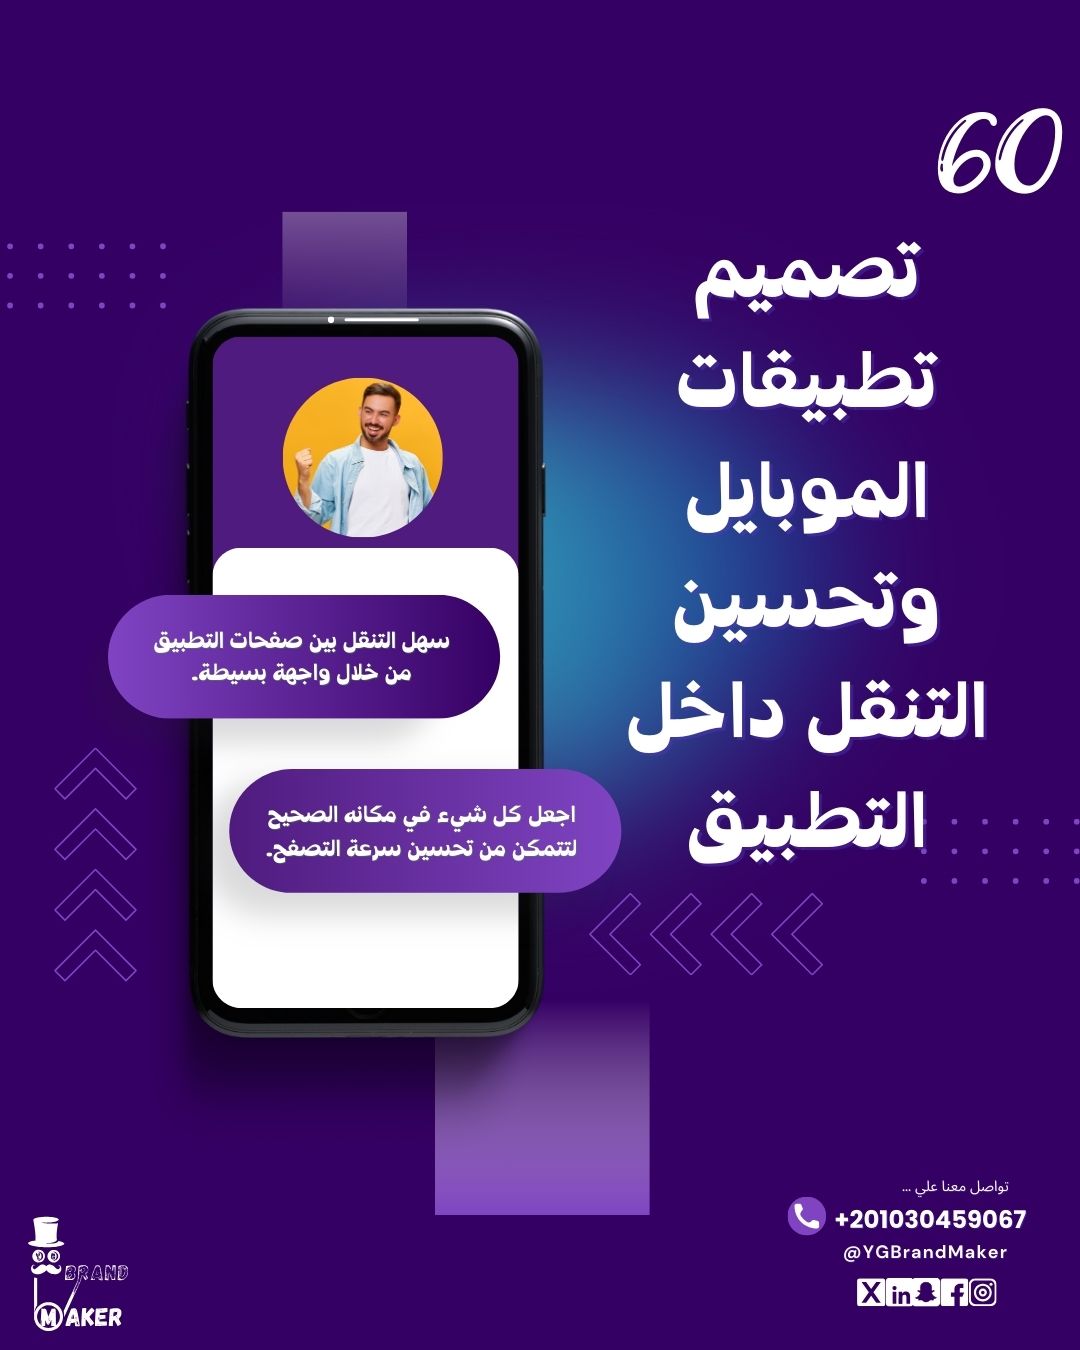 60
تصميم
تطبيقات
الموبايل
وتحسين
التنقل داخل
التطبيق
سهل التنقل بين صفحات التطبيق
من خلال واجهة بسيطة.
اجعل كل شيء في مكانه الصحيح
لتتمكن من تحسين سرعة التصفح.
تواصل معنا علي ...
+201030459067
@YGBrandMaker
BRAND
MAKER